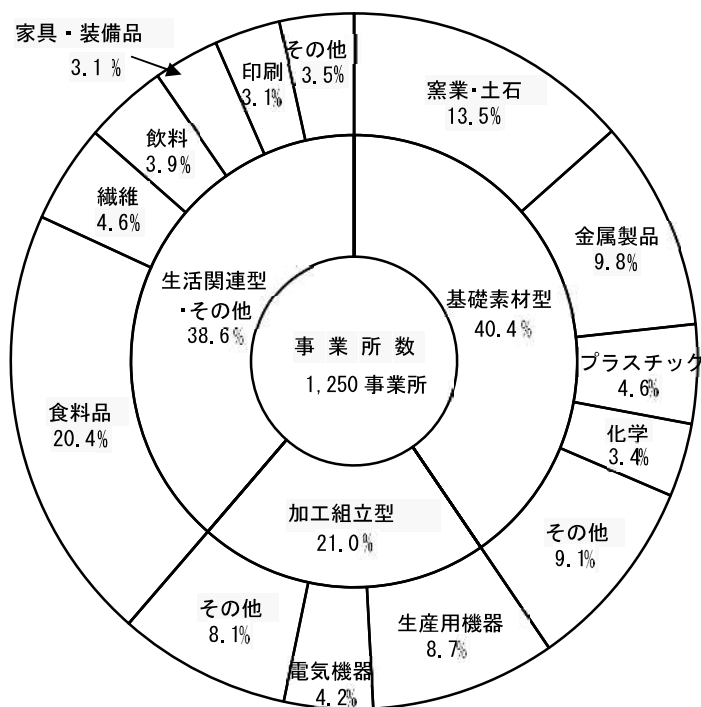 家具・装備品
3.1 %
印刷
3.1%
その他
3.5%
窯業・土石
13.5%
飲料
3.9%
繊維
4.6%
金属製品
9.8%
生活関連型
・その他
38.6%
基礎素材型
40.4%
事 業 所 数
1,250 事業所
プラスチック
4.6%
食料品
20.4%
化学
3.4%
加工組立型
21.0%
その他
9.1%
その他
8.1%
生産用機器
8.7%
電気機器
4.2%